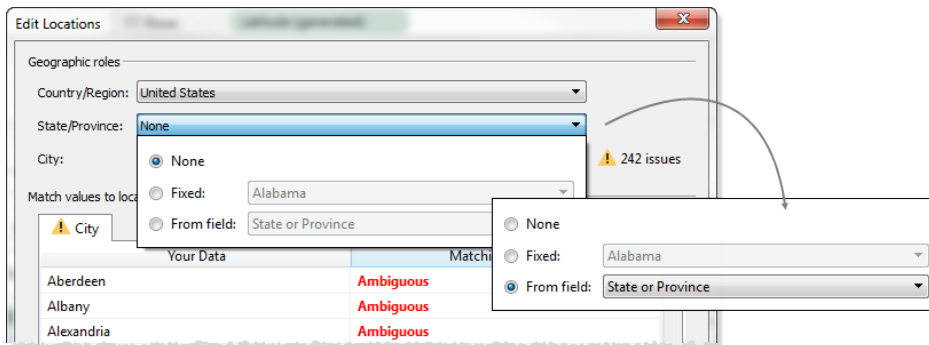 Edit Locations
Geographic roles
Country/Region: United States
State/Province: None
City: 242 issues
None
Fixed: Alabama
From field: State or Province
Match values to loca
City
Your Data Matchi
Aberdeen Ambiguous
Albany Ambiguous
Alexandria Ambiguous
None
Fixed: Alabama
From field: State or Province